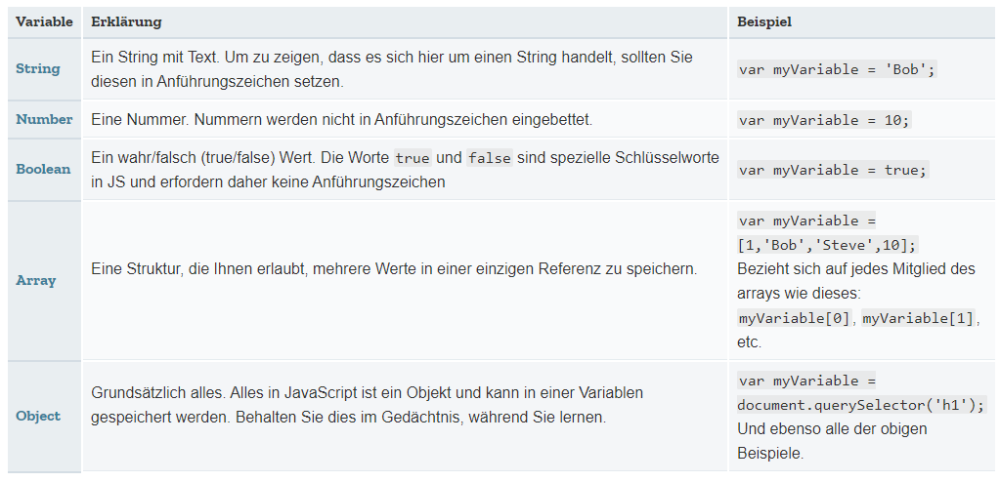 Variable Erklärung Beispiel
String
Ein String mit Text. Um zu zeigen, dass es sich hier um einen String handelt, sollten Sie
diesen in Anführungszeichen setzen.
var myVariable = 'Bob';
Number
Eine Nummer. Nummern werden nicht in Anführungszeichen eingebettet.
var myVariable = 10;
Boolean
Ein wahr/falsch (true/false) Wert. Die Worte true und false sind spezielle Schlüsselworte
in JS und erfordern daher keine Anführungszeichen
var myVariable = true;
Array
Eine Struktur, die Ihnen erlaubt, mehrere Werte in einer einzigen Referenz zu speichern.
var myVariable =
[1,'Bob','Steve',10];
Bezieht sich auf jedes Mitglied des
arrays wie dieses:
myVariable[0], myVariable[1],
etc.
Object
Grundsätzlich alles. Alles in JavaScript ist ein Objekt und kann in einer Variablen
gespeichert werden. Behalten Sie dies im Gedächtnis, während Sie lernen.
var myVariable =
document.querySelector('h1');
Und ebenso alle der obigen
Beispiele.